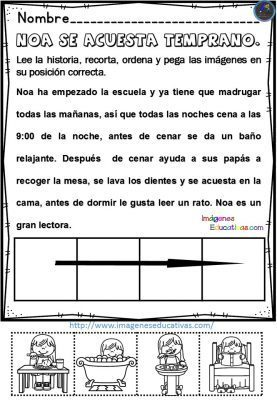 Nombre
NOA SE ACUESTA TEMPRANO.
Lee la historia, recorta, ordena y pega las imágenes en
su posición correcta.
Noa ha empezado la escuela y ya tiene que madrugar
todas las mañanas, así que todas las noches cena a las
9:00 de la noche, antes de cenar se da un baño
relajante. Después de cenar ayuda a sus papás a
recoger la mesa, se lava los dientes y se acuesta en la
cama, antes de dormir le gusta leer un rato. Noa es un
gran lectora.
Imágenes
Educativas.com
http://www.imageneseducativas.com/